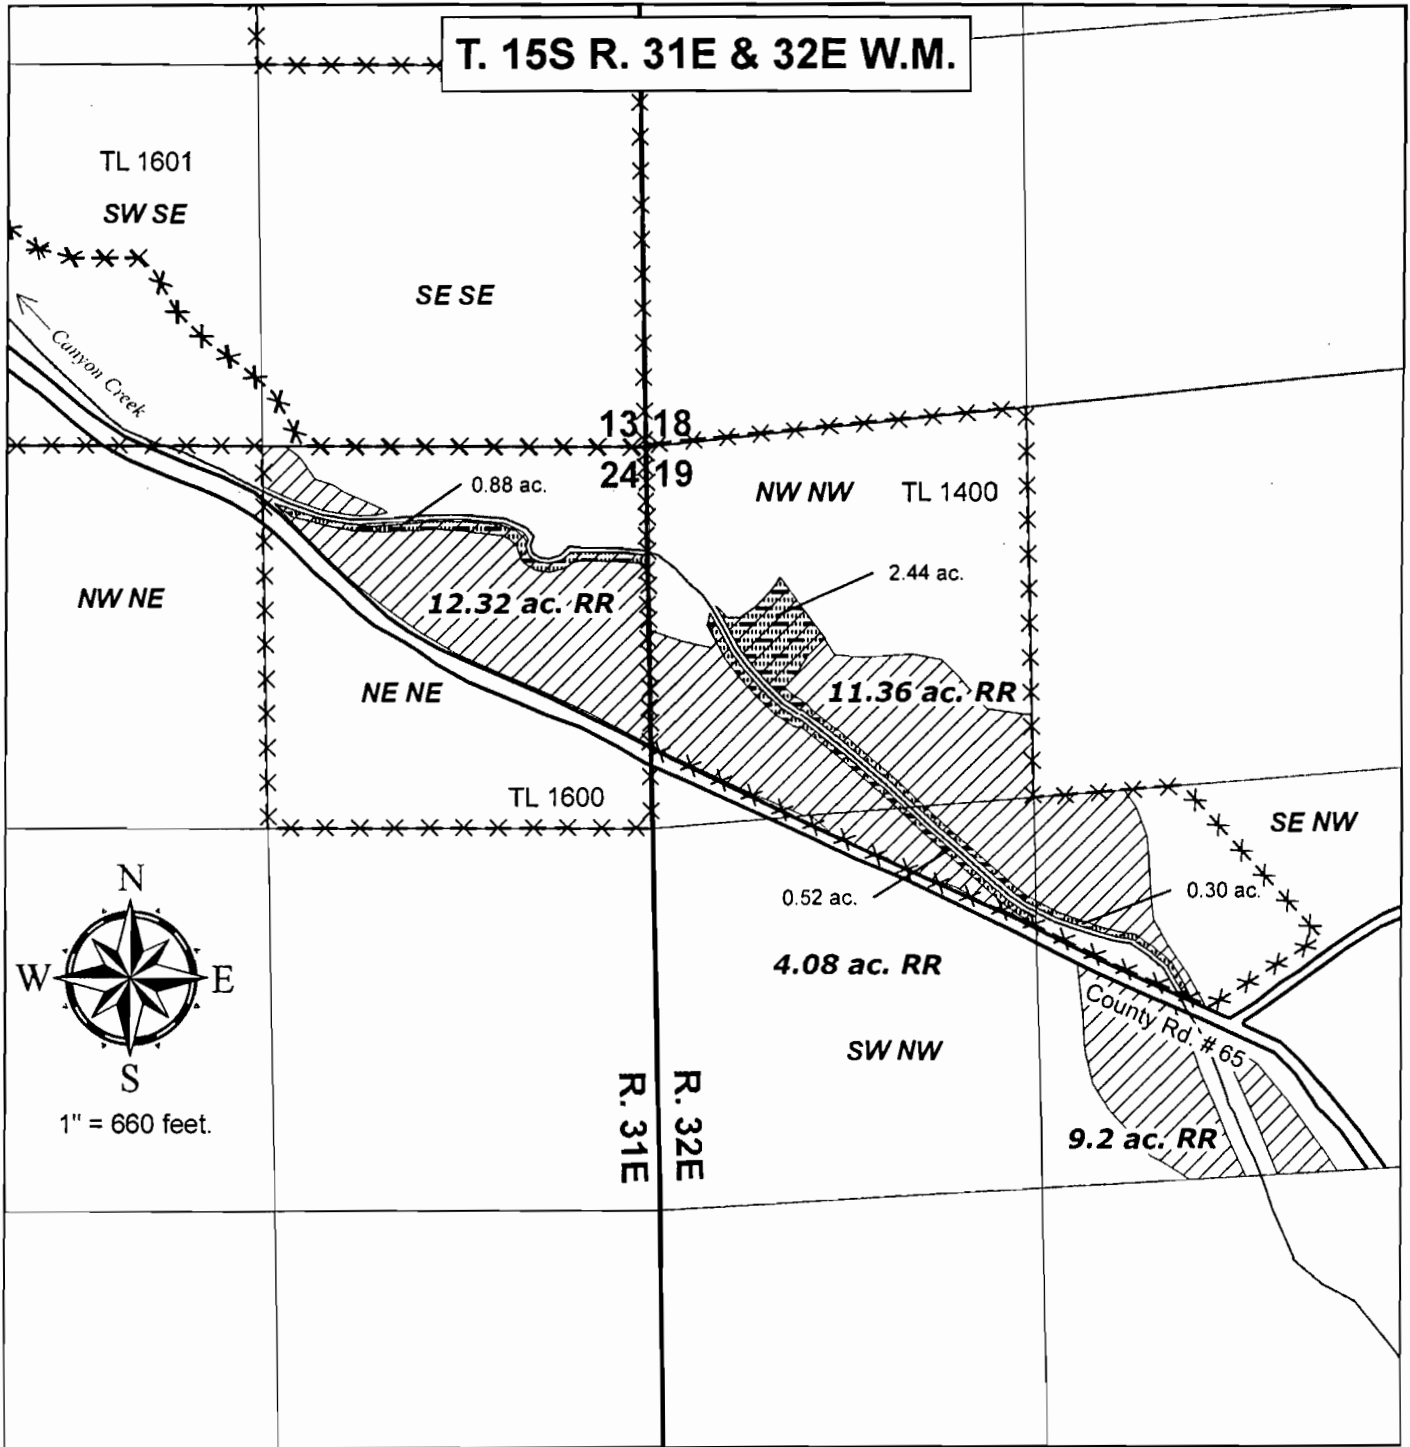 T. 15S R. 31E & 32E W.M.
TL 1601
SW SE
SE SE
Canyon Creek
13 18
24 19
0.88 ac.
NW NW
TL 1400
2.44 ac.
NW NE
12.32 ac. RR
NE NE
11.36 ac. RR
TL 1600
SE NW
0.52 ac.
0.30 ac.
4.08 ac. RR
County Rd. # 65
SW NW
N
W
E
S
1" = 660 feet.
R. 31E
R. 32E
9.2 ac. RR